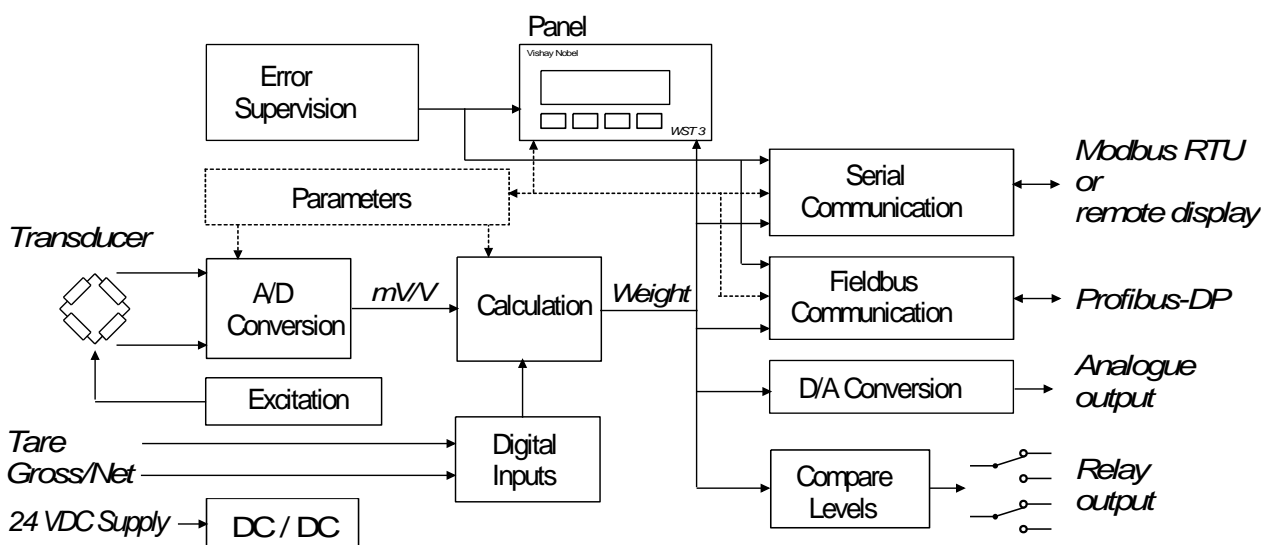 Panel
Vishay Nobel
WST 3
Error
Supervision
Parameters
Serial
Communication
Modbus RTU
or
remote display
Transducer
A/D
Conversion
mV/V
Calculation
Weight
Fieldbus
Communication
Profibus-DP
Excitation
D/A Conversion
Analogue
output
Tare
Gross/Net
Digital
Inputs
Compare
Levels
Relay
output
24 VDC Supply
DC / DC